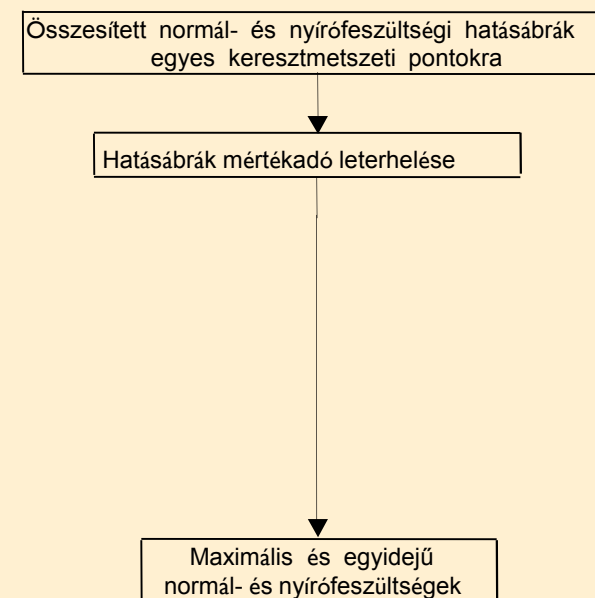 Összesített normál- és nyírófeszültségi hatásábrák
egyes keresztmetszeti pontokra
Hatásábrák mértékadó leterhelése
Maximális és egyidejű
normál- és nyírófeszültségek